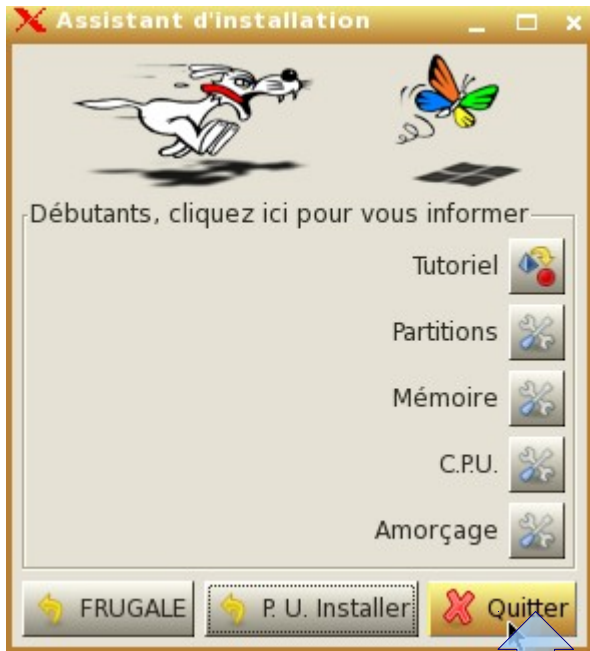 Assistant d'installation
Débutants, cliquez ici pour vous informer
Tutoriel
Partitions
Mémoire
C.P.U.
Amorçage
FRUGALE
P. U. Installer
Quitter